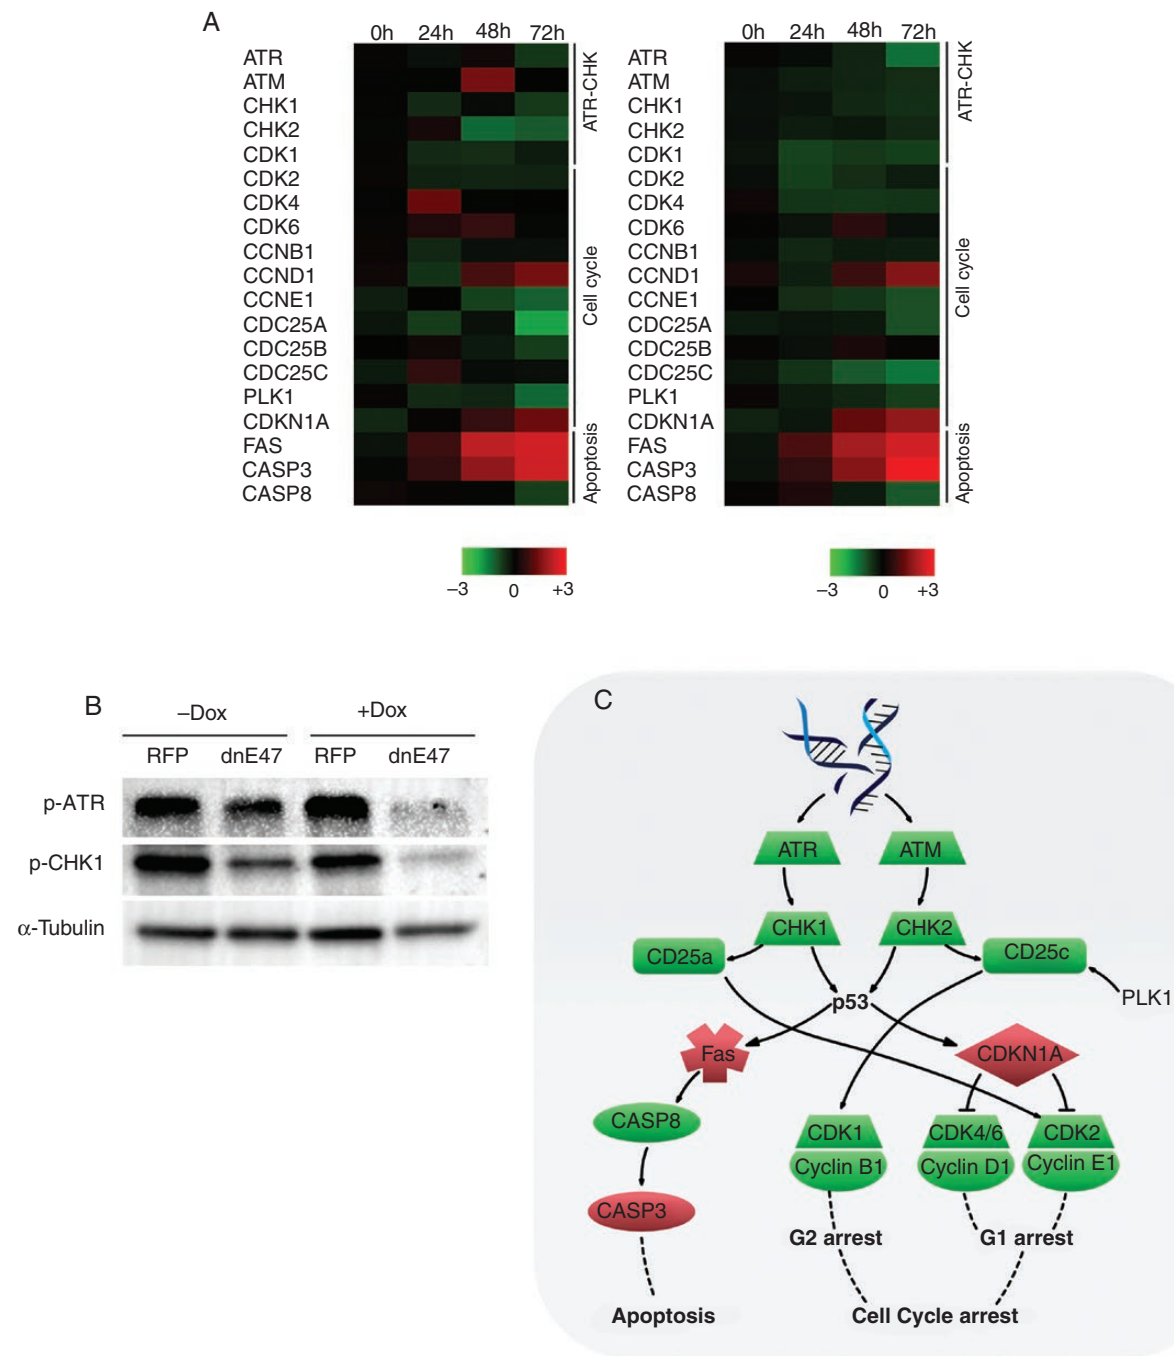 A
0h 24h 48h 72h
ATR
ATM
CHK1
CHK2
CDK1
CDK2
CDK4
CDK6
CCNB1
CCND1
CCNE1
CDC25A
CDC25B
CDC25C
PLK1
CDKN1A
FAS
CASP3
CASP8
ATR-CHK
Cell cycle
Apoptosis
–3 0 +3
0h 24h 48h 72h
ATR
ATM
CHK1
CHK2
CDK1
CDK2
CDK4
CDK6
CCNB1
CCND1
CCNE1
CDC25A
CDC25B
CDC25C
PLK1
CDKN1A
FAS
CASP3
CASP8
ATR-CHK
Cell cycle
Apoptosis
–3 0 +3
B
–Dox +Dox
RFP dnE47 RFP dnE47
p-ATR
p-CHK1
α-Tubulin
C
ATR ATM
CHK1 CHK2
CD25a CD25c
p53 PLK1
Fas CDKN1A
CASP8 CDK1 CDK4/6 CDK2
Cyclin B1 Cyclin D1 Cyclin E1
CASP3
G2 arrest G1 arrest
Apoptosis Cell Cycle arrest